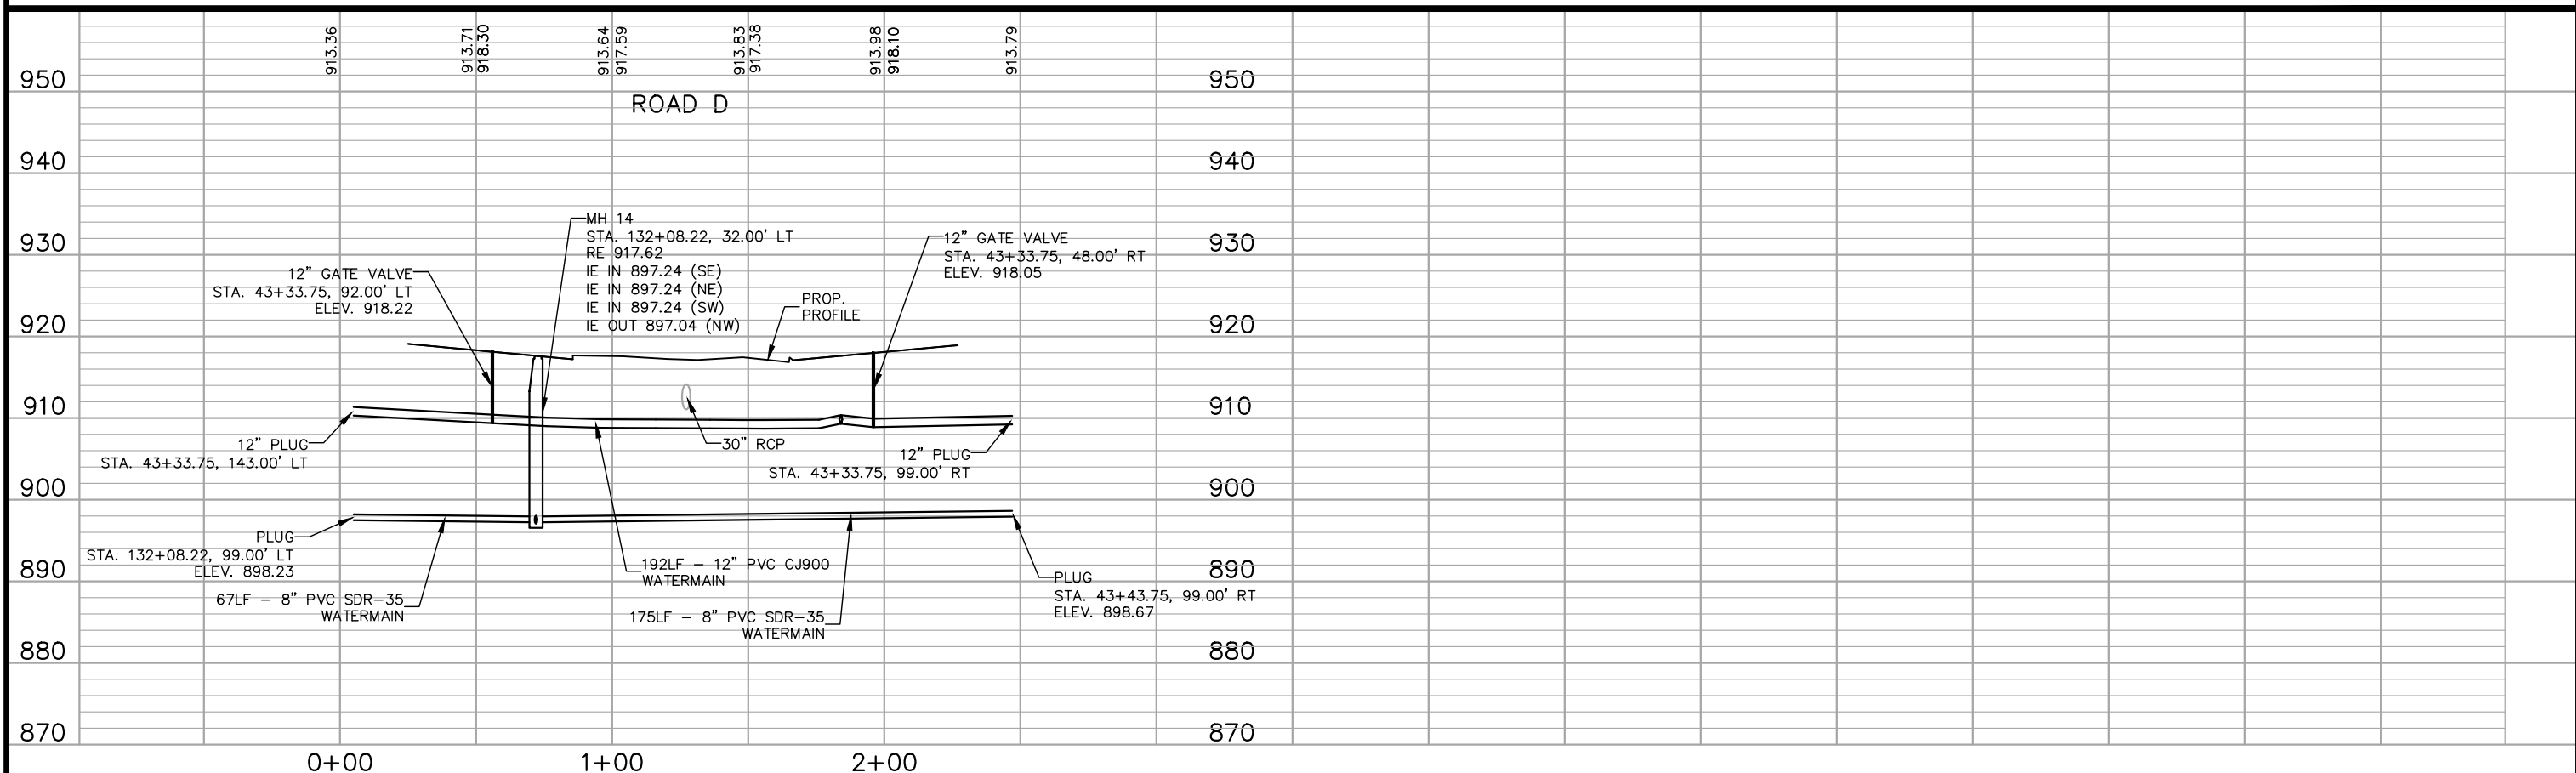 913.36
913.71
918.30
913.64
917.59
913.83
917.38
913.98
918.10
913.79
950
950
ROAD D
940
940
930
930
920
920
910
910
900
900
890
890
880
880
870
870
MH 14
STA. 132+08.22, 32.00' LT
RE 917.62
IE IN 897.24 (SE)
IE IN 897.24 (NE)
IE IN 897.24 (SW)
IE OUT 897.04 (NW)
12" GATE VALVE
STA. 43+33.75, 48.00' RT
ELEV. 918.05
12" GATE VALVE
STA. 43+33.75, 92.00' LT
ELEV. 918.22
PROP.
PROFILE
12" PLUG
STA. 43+33.75, 143.00' LT
30" RCP
12" PLUG
STA. 43+33.75, 99.00' RT
PLUG
STA. 132+08.22, 99.00' LT
ELEV. 898.23
67LF - 8" PVC SDR-35
WATERMAIN
192LF - 12" PVC CJ900
WATERMAIN
175LF - 8" PVC SDR-35
WATERMAIN
PLUG
STA. 43+43.75, 99.00' RT
ELEV. 898.67
0+00
1+00
2+00